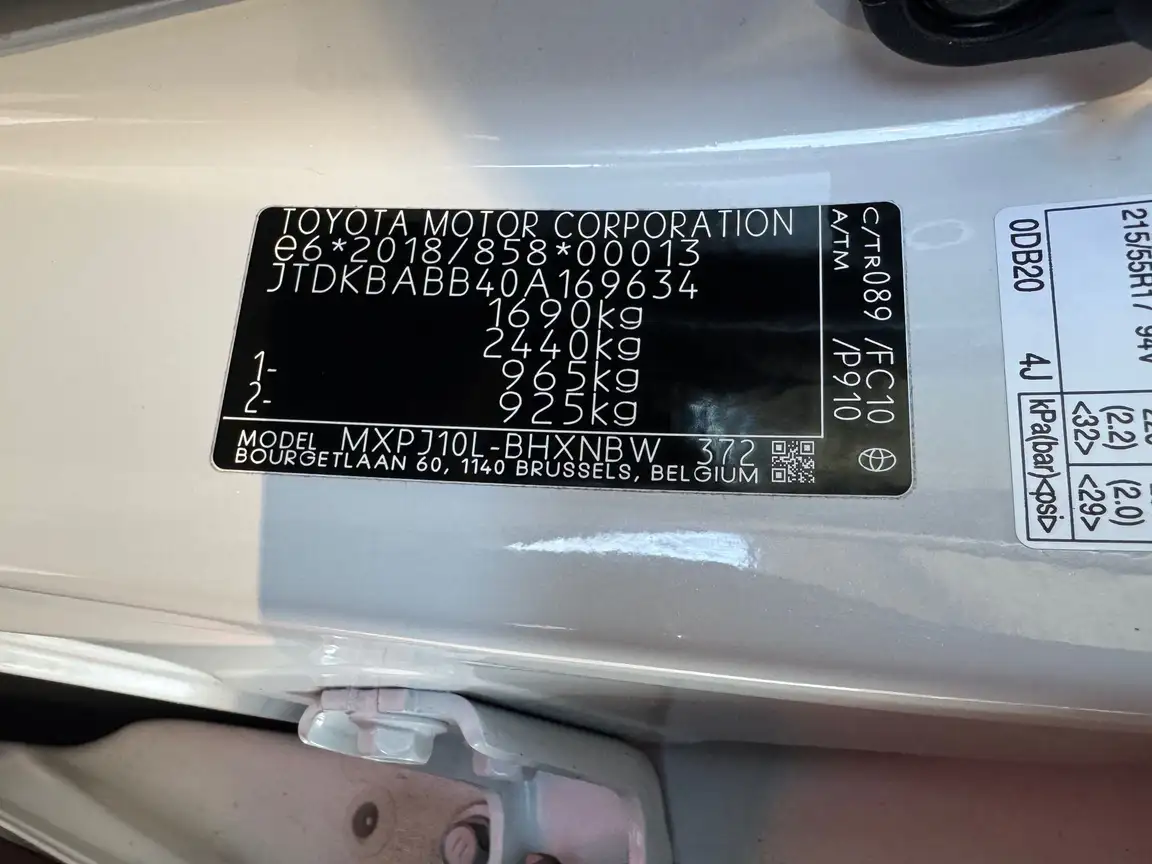 TOYOTA MOTOR CORPORATION
e6*2018/858*00013
JTDKBABB40A169634
1690kg
2440kg
1- 965kg
2- 925kg
MODEL MXPJ10L-BHXNBW 372
BOURGETLAAN 60, 1140 BRUSSELS, BELGIUM
C/TR089 /FC10
A/TM /P910
215/55R17 94V
(2.2) (2.0)
<32> <29>
kPa(bar)<psi>
0DB20 4J